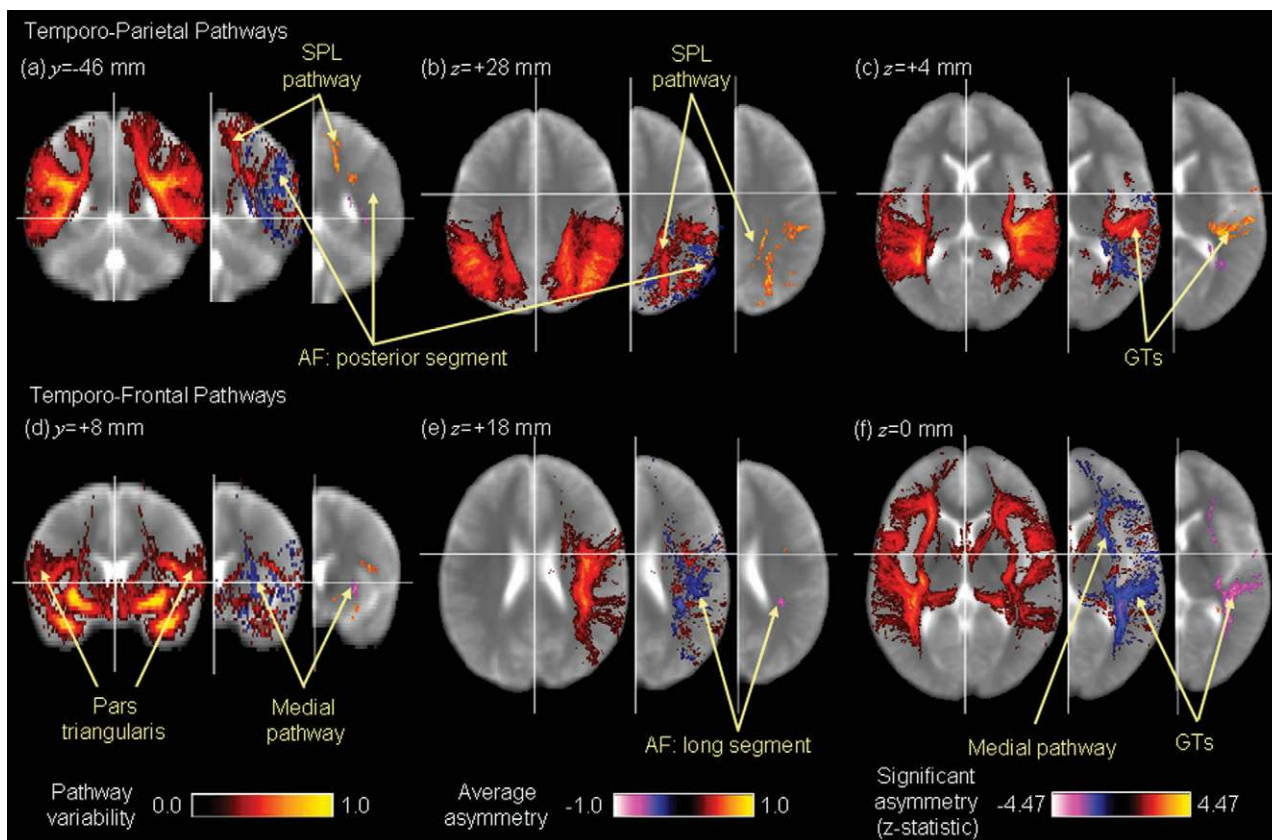 Temporo-Parietal Pathways
(a) y=-46 mm
SPL
pathway
(b) z=+28 mm
SPL
pathway
(c) z=+4 mm
AF: posterior segment
GTs
Temporo-Frontal Pathways
(d) y=+8 mm
(e) z=+18 mm
(f) z=0 mm
Pars
triangularis
Medial
pathway
AF: long segment
Medial pathway
GTs
Pathway
variability
0.0
1.0
Average
asymmetry
-1.0
1.0
Significant
asymmetry
(z-statistic)
-4.47
4.47